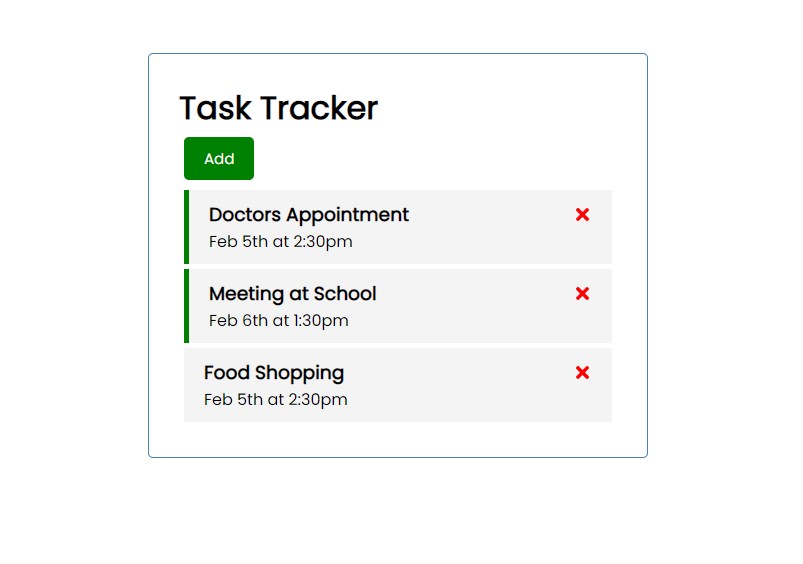 Task Tracker
Add
Doctors Appointment
Feb 5th at 2:30pm
Meeting at School
Feb 6th at 1:30pm
Food Shopping
Feb 5th at 2:30pm